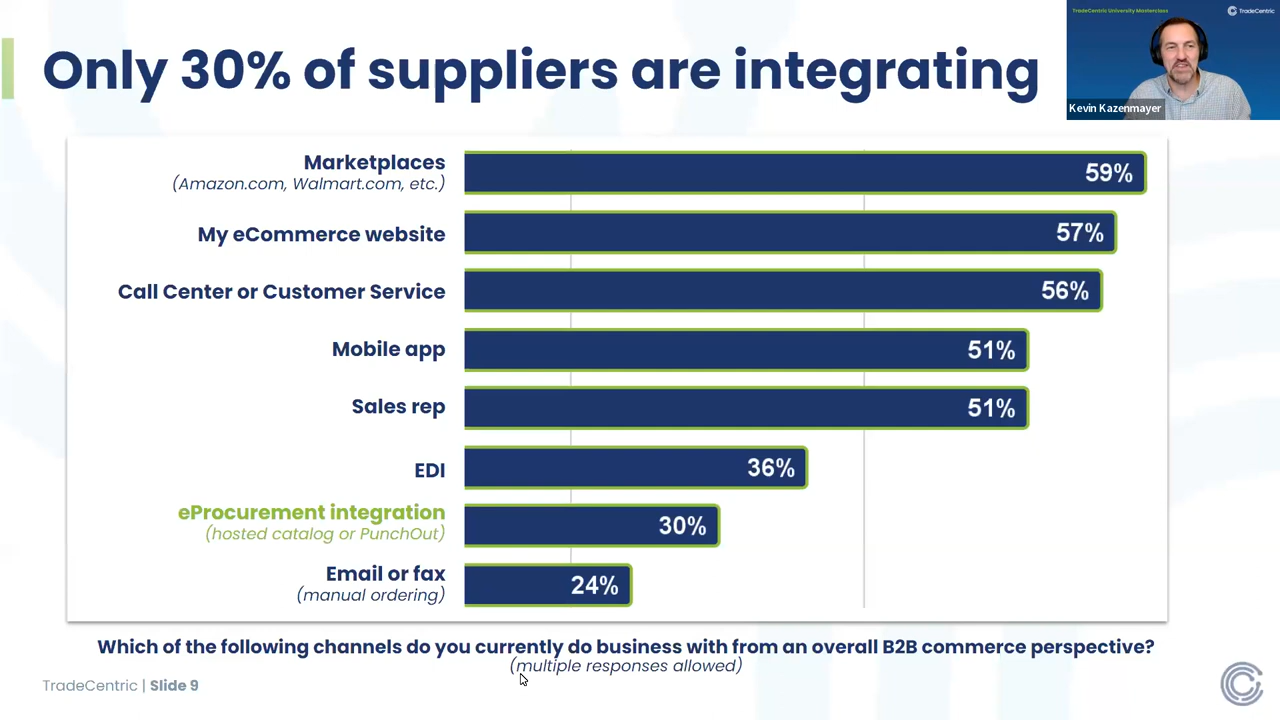 Only 30% of suppliers are integrating
TradeCentric University Masterclass
TradeCentric
Kevin Kazenmayer
Marketplaces
(Amazon.com, Walmart.com, etc.)
59%
My eCommerce website
57%
Call Center or Customer Service
56%
Mobile app
51%
Sales rep
51%
EDI
36%
eProcurement integration
(hosted catalog or PunchOut)
30%
Email or fax
(manual ordering)
24%
Which of the following channels do you currently do business with from an overall B2B commerce perspective?
(multiple responses allowed)
TradeCentric | Slide 9